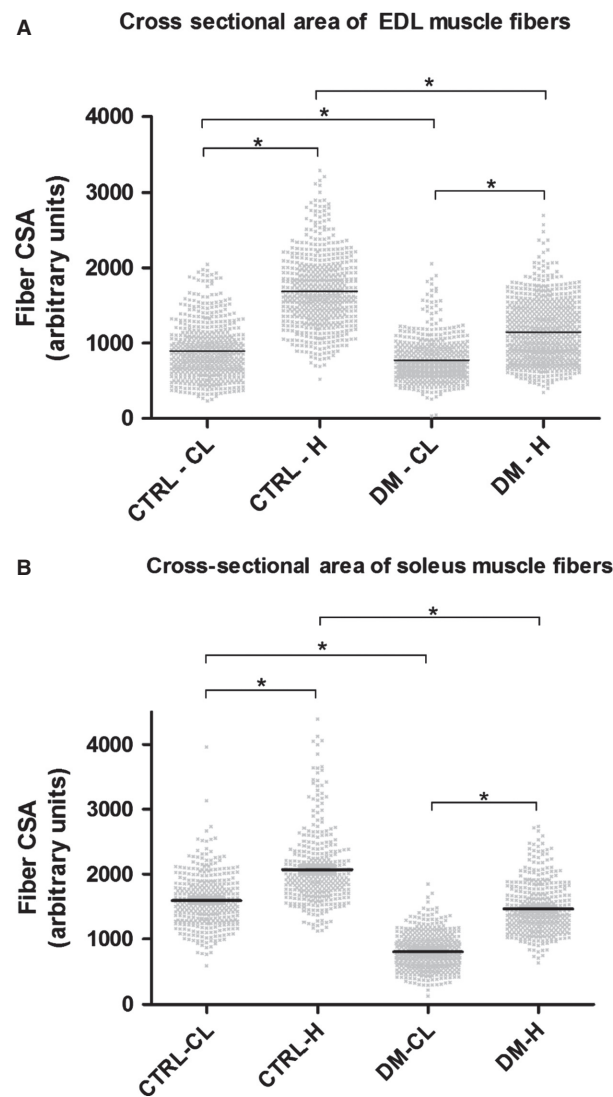 A
Cross sectional area of EDL muscle fibers
*
*
*
*
4000
3000
2000
1000
0
Fiber CSA
(arbitrary units)
CTRL - CL
CTRL - H
DM - CL
DM - H
B
Cross-sectional area of soleus muscle fibers
*
*
*
*
4000
3000
2000
1000
0
Fiber CSA
(arbitrary units)
CTRL-CL
CTRL-H
DM-CL
DM-H